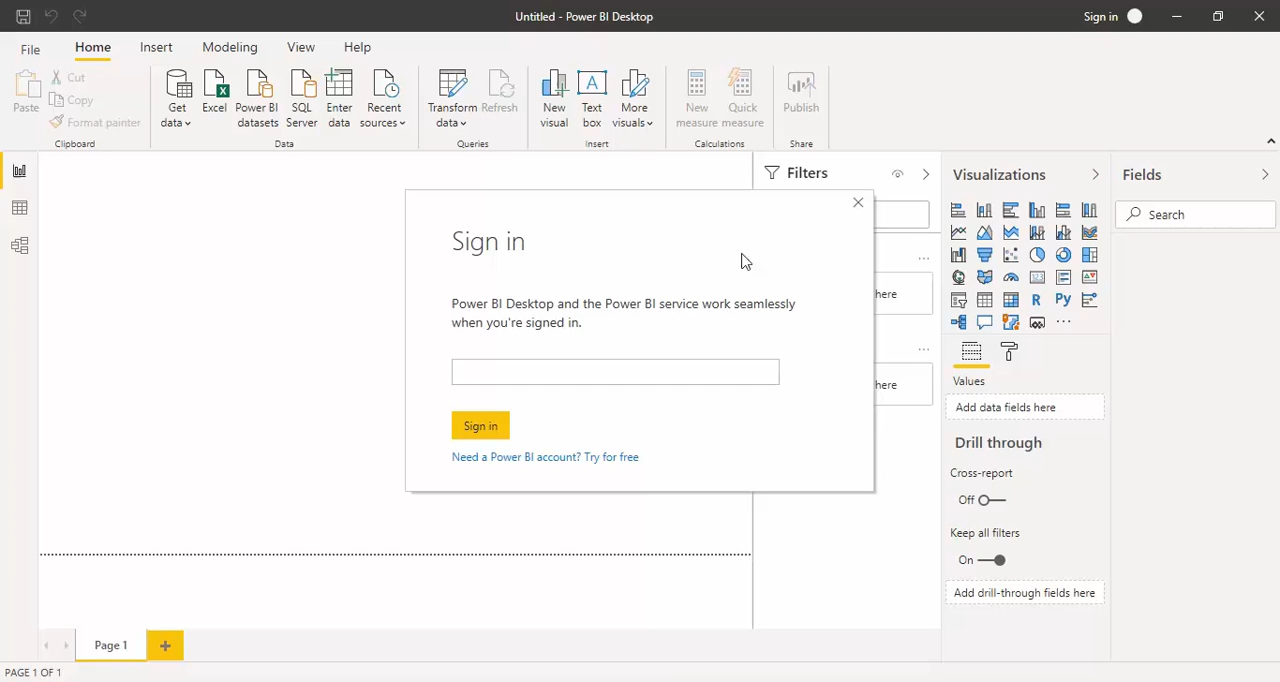 Untitled - Power BI Desktop
Sign in
File
Home
Insert
Modeling
View
Help
Paste
Cut
Copy
Format painter
Clipboard
Get data
Excel
Power BI datasets
SQL Server
Enter data
Recent sources
Data
Transform data
Refresh
Queries
New visual
Text box
More visuals
Insert
New measure
Quick measure
Calculations
Publish
Share
Filters
Visualizations
Fields
Search
Sign in
Power BI Desktop and the Power BI service work seamlessly
when you're signed in.
Sign in
Need a Power BI account? Try for free
here
here
R
Py
Values
Add data fields here
Drill through
Cross-report
Off
Keep all filters
On
Add drill-through fields here
Page 1
PAGE 1 OF 1